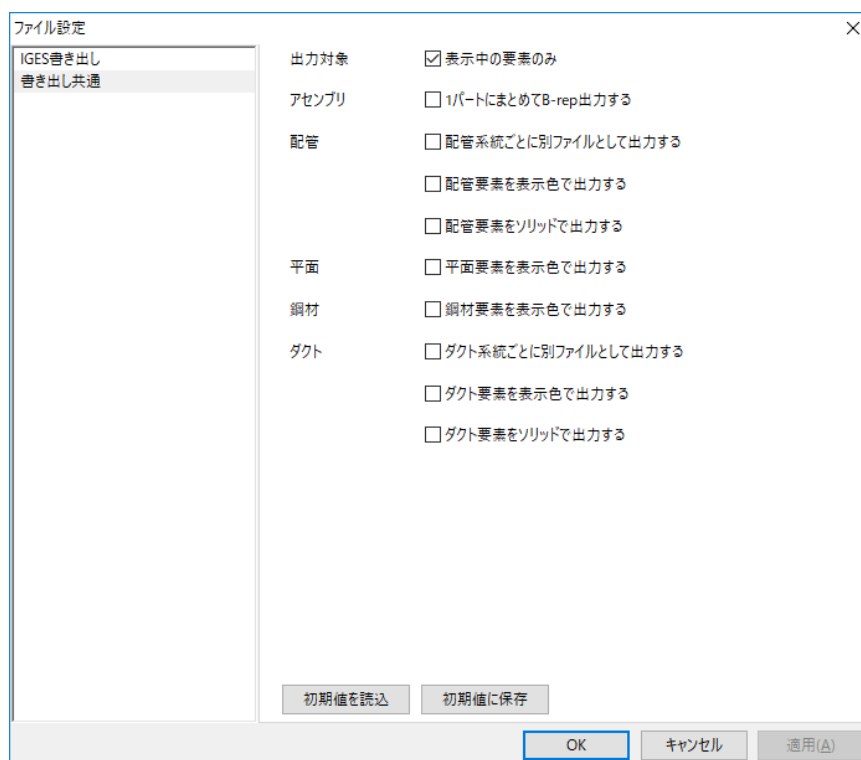 ファイル設定
IGES書き出し
書き出し共通
出力対象 表示中の要素のみ
アセンブリ 1パートにまとめてB-rep出力する
配管 配管系統ごとに別ファイルとして出力する
配管要素を表示色で出力する
配管要素をソリッドで出力する
平面 平面要素を表示色で出力する
鋼材 鋼材要素を表示色で出力する
ダクト ダクト系統ごとに別ファイルとして出力する
ダクト要素を表示色で出力する
ダクト要素をソリッドで出力する
初期値を読込 初期値に保存
OK キャンセル 適用(A)